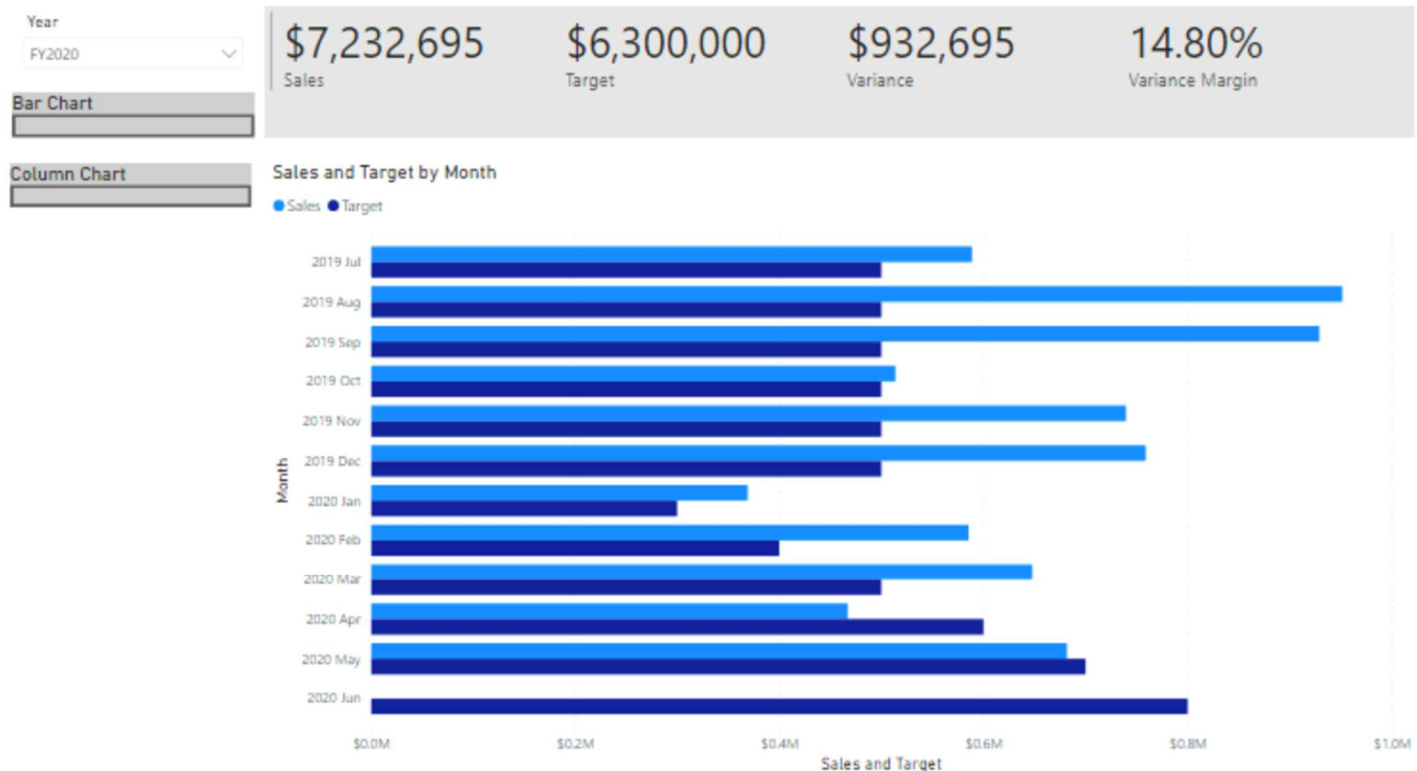 Year
FY2020
Bar Chart
Column Chart
$7,232,695 $6,300,000 $932,695 14.80%
Sales Target Variance Variance Margin
Sales and Target by Month
Sales Target
Month
2019 Jul
2019 Aug
2019 Sep
2019 Oct
2019 Nov
2019 Dec
2020 Jan
2020 Feb
2020 Mar
2020 Apr
2020 May
2020 Jun
$0.0M $0.2M $0.4M $0.6M $0.8M $1.0M
Sales and Target